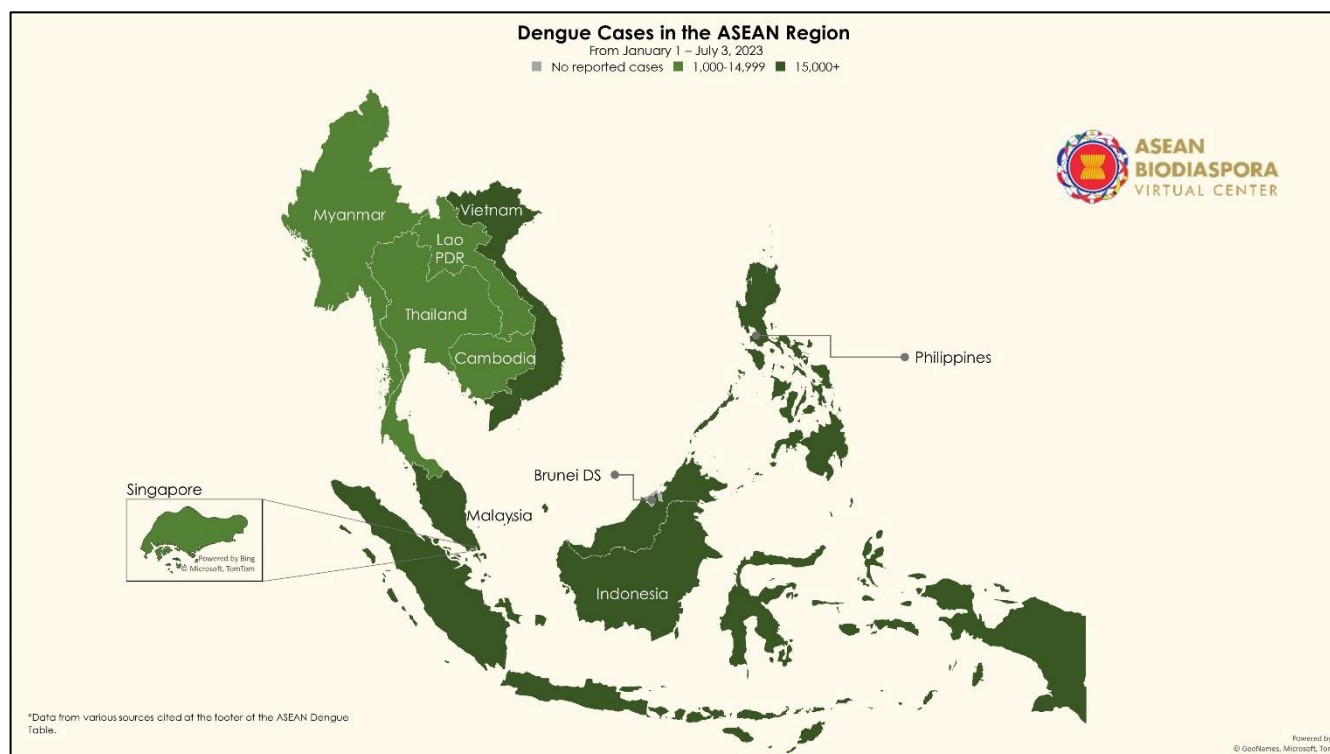 Dengue Cases in the ASEAN Region
From January 1 – July 3, 2023
No reported cases 1,000-14,999 15,000+
ASEAN
BIODIASPORA
VIRTUAL CENTER
Myanmar
Vietnam
Lao
PDR
Thailand
Cambodia
Philippines
Brunei DS
Singapore
Malaysia
Powered by Bing
© Microsoft, TomTom
Indonesia
*Data from various sources cited at the footer of the ASEAN Dengue
Table.
Powered by
© GeoNames, Microsoft, Tom